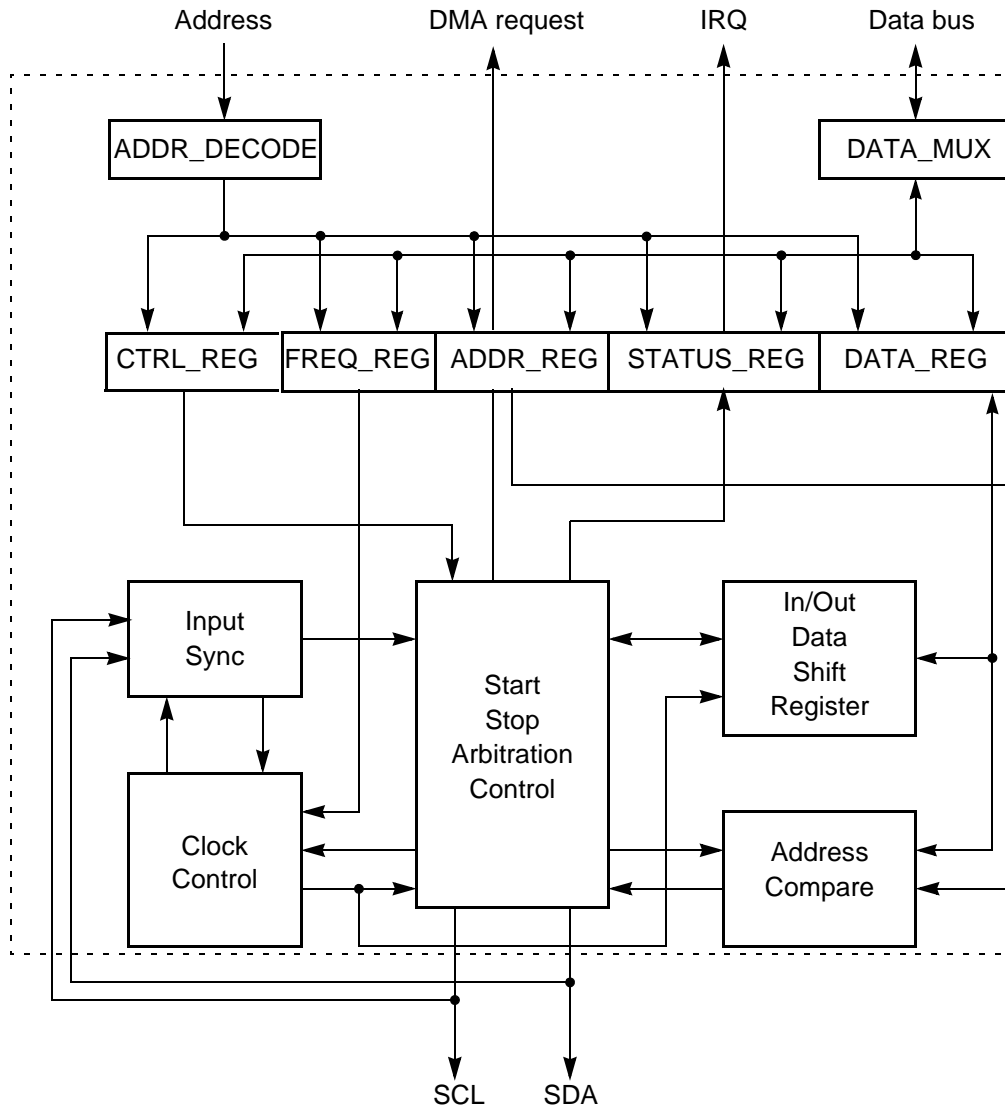 Address
DMA request
IRQ
Data bus
ADDR_DECODE
DATA_MUX
CTRL_REG
FREQ_REG
ADDR_REG
STATUS_REG
DATA_REG
Input
Sync
Start
Stop
Arbitration
Control
In/Out
Data
Shift
Register
Clock
Control
Address
Compare
SCL
SDA